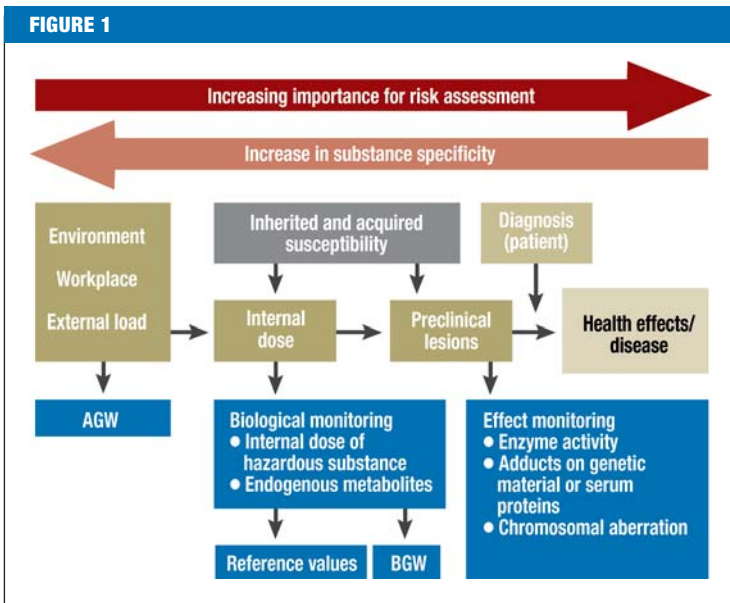 FIGURE 1
Increasing importance for risk assessment
Increase in substance specificity
Environment
Workplace
External load
Inherited and acquired
susceptibility
Diagnosis
(patient)
Internal
dose
Preclinical
lesions
Health effects/
disease
AGW
Biological monitoring
● Internal dose of
hazardous substance
● Endogenous metabolites
Effect monitoring
● Enzyme activity
● Adducts on genetic
material or serum
proteins
● Chromosomal aberration
Reference values
BGW